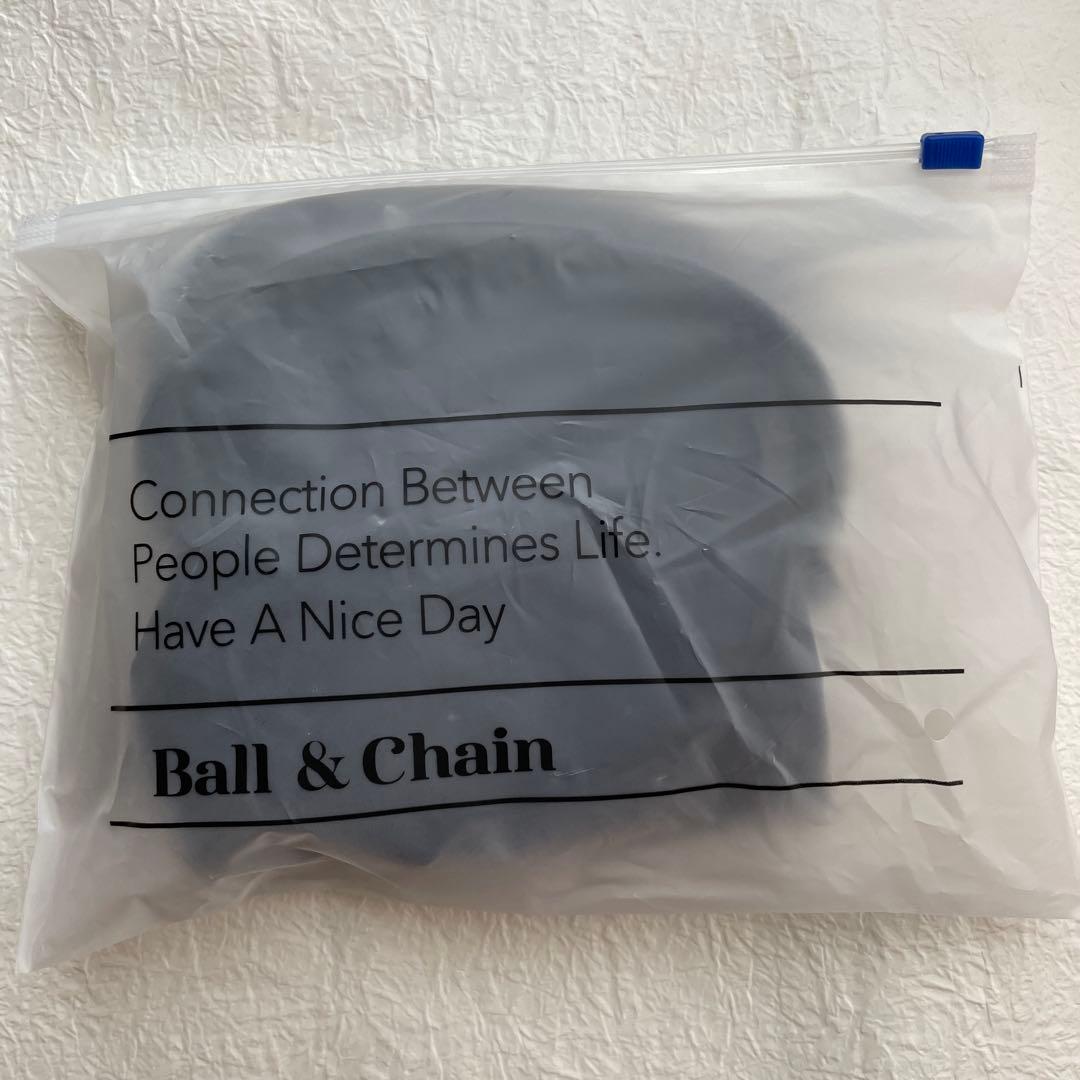 Connection Between
People Determines Life.
Have A Nice Day
Ball & Chain